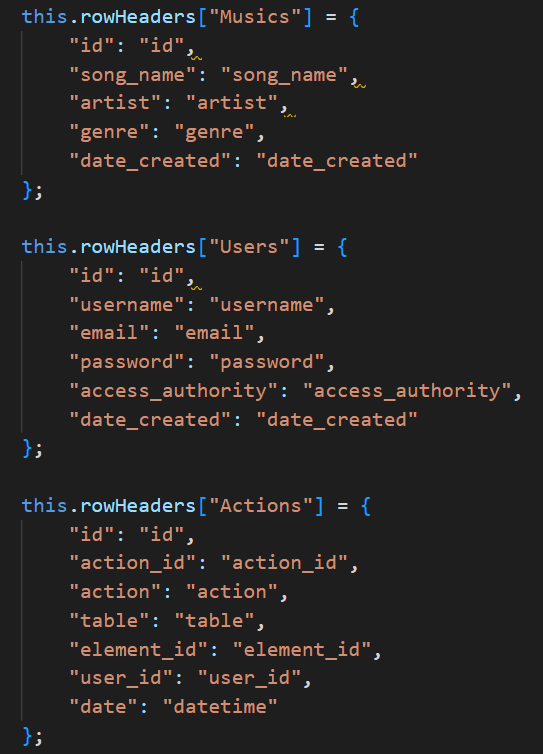 this.rowHeaders["Musics"] = {
    "id": "id",
    "song_name": "song_name",
    "artist": "artist",
    "genre": "genre",
    "date_created": "date_created"
};

this.rowHeaders["Users"] = {
    "id": "id",
    "username": "username",
    "email": "email",
    "password": "password",
    "access_authority": "access_authority",
    "date_created": "date_created"
};

this.rowHeaders["Actions"] = {
    "id": "id",
    "action_id": "action_id",
    "action": "action",
    "table": "table",
    "element_id": "element_id",
    "user_id": "user_id",
    "date": "datetime"
};